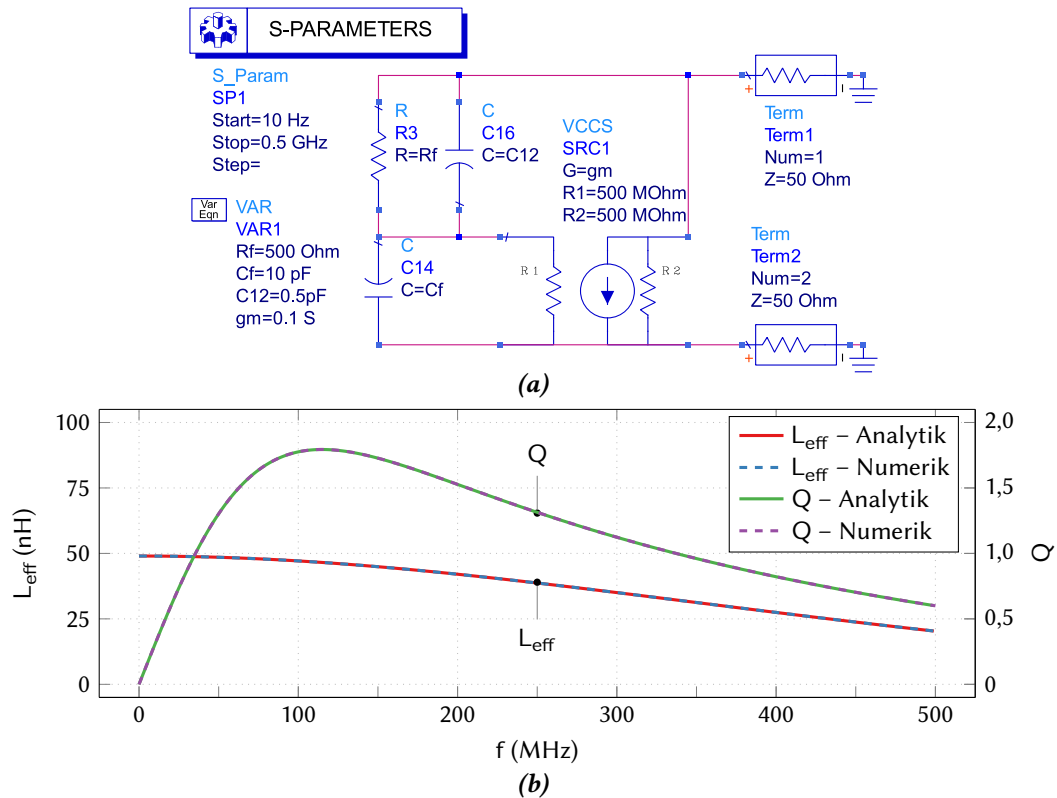 S-PARAMETERS
S_Param
SP1
Start=10 Hz
Stop=0.5 GHz
Step=
Var
Eqn
VAR
VAR1
Rf=500 Ohm
Cf=10 pF
C12=0.5pF
gm=0.1 S
R
R3
R=Rf
C
C16
C=C12
C
C14
C=Cf
VCCS
SRC1
G=gm
R1=500 MOhm
R2=500 MOhm
R 1
R 2
+
-
Term
Term1
Num=1
Z=50 Ohm
Term
Term2
Num=2
Z=50 Ohm
+
-
(a)
100
75
50
25
0
L_eff (nH)
Q
L_eff
L_eff – Analytik
L_eff – Numerik
Q – Analytik
Q – Numerik
2,0
1,5
1,0
0,5
0
Q
0 100 200 300 400 500
f (MHz)
(b)